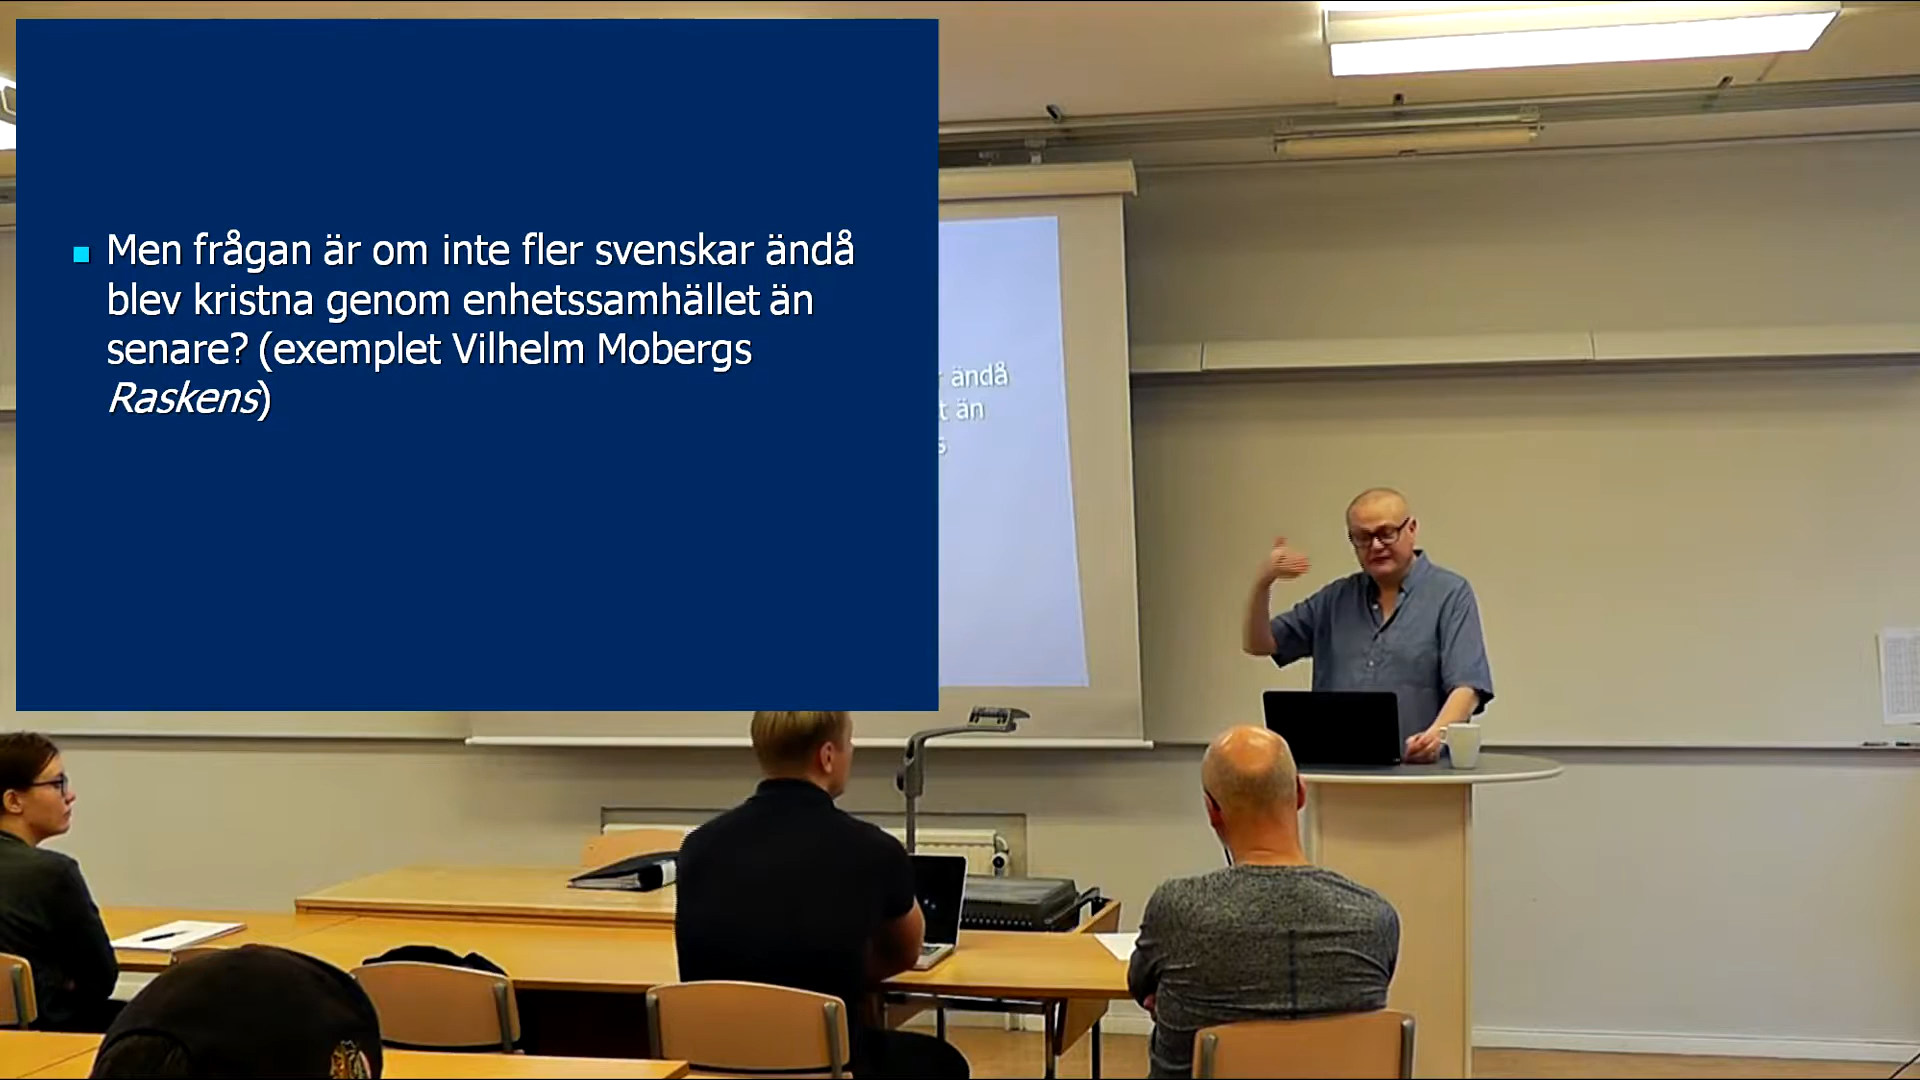 Men frågan är om inte fler svenskar ändå
blev kristna genom enhetssamhället än
senare? (exemplet Vilhelm Mobergs
Raskens)
ändå
t än
s